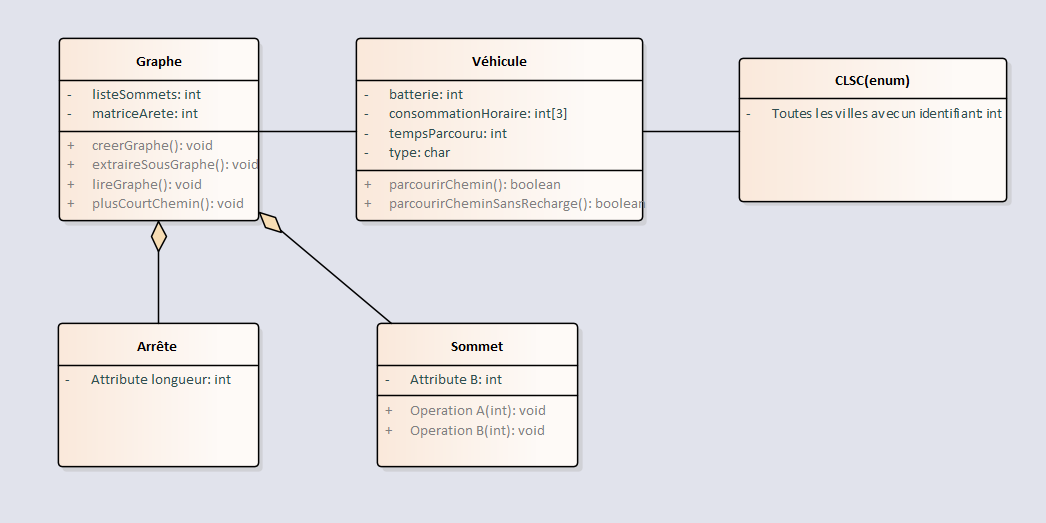 Graphe
- listeSommets: int
- matriceArete: int
+ creerGraphe(): void
+ extraireSousGraphe(): void
+ lireGraphe(): void
+ plusCourtChemin(): void
Véhicule
- batterie: int
- consommationHoraire: int[3]
- tempsParcouru: int
- type: char
+ parcourirChemin(): boolean
+ parcourirCheminSansRecharge(): boolean
CLSC(enum)
- Toutes les villes avec un identifiant: int
Arrête
- Attribute longueur: int
Sommet
- Attribute B: int
+ Operation A(int): void
+ Operation B(int): void